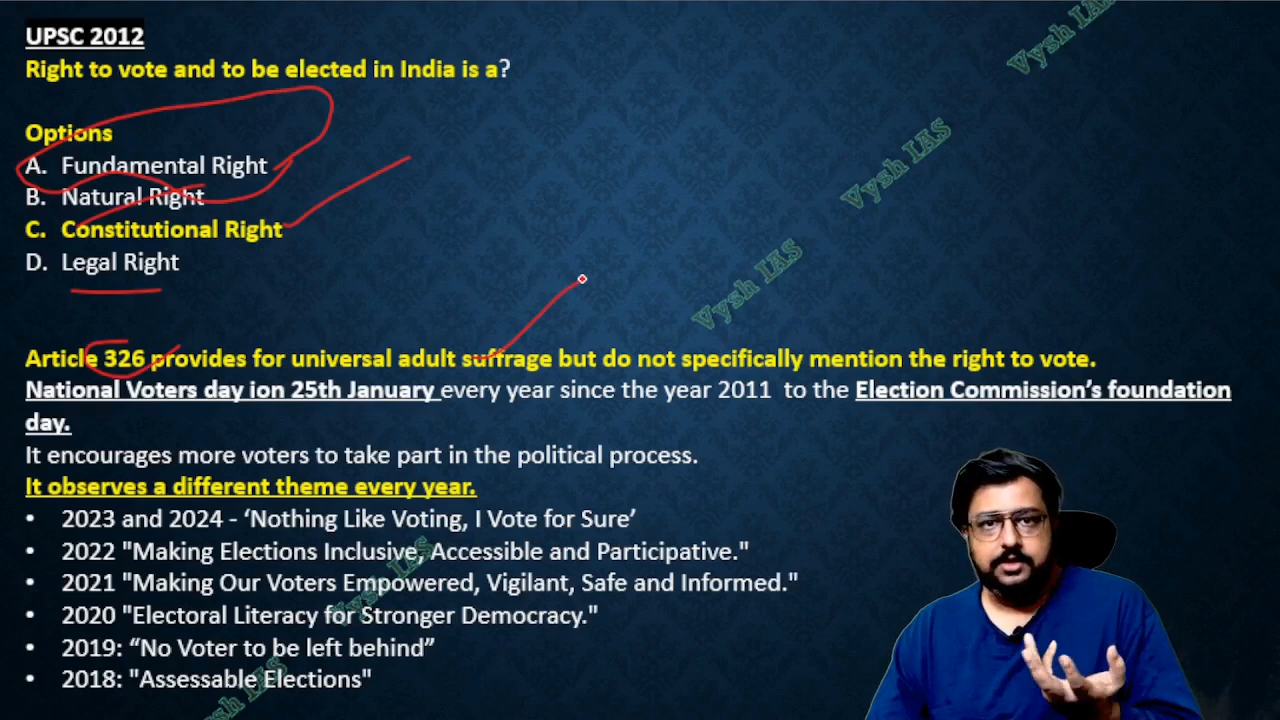 UPSC 2012
Right to vote and to be elected in India is a?
Options
A. Fundamental Right
B. Natural Right
C. Constitutional Right
D. Legal Right
Article 326 provides for universal adult suffrage but do not specifically mention the right to vote.
National Voters day ion 25th January every year since the year 2011 to the Election Commission’s foundation
day.
It encourages more voters to take part in the political process.
It observes a different theme every year.
• 2023 and 2024 - ‘Nothing Like Voting, I Vote for Sure’
• 2022 "Making Elections Inclusive, Accessible and Participative."
• 2021 "Making Our Voters Empowered, Vigilant, Safe and Informed."
• 2020 "Electoral Literacy for Stronger Democracy."
• 2019: “No Voter to be left behind”
• 2018: "Assessable Elections"
Vysh IAS
Vysh IAS
Vysh IAS
Vysh IAS
Vysh IAS